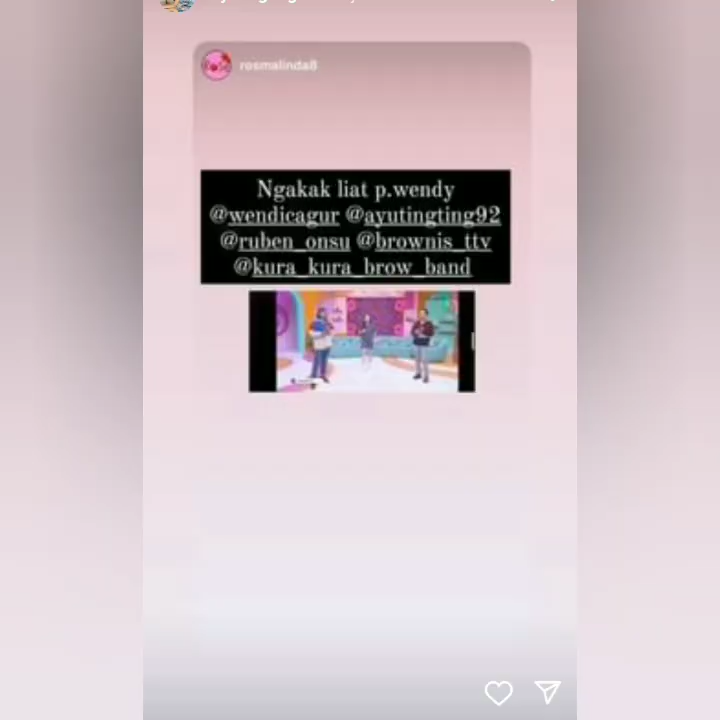 rosmalinda8
Ngakak liat p.wendy
@wendicagur @ayutingting92
@ruben_onsu @brownis_ttv
@kura_kura_brow_band